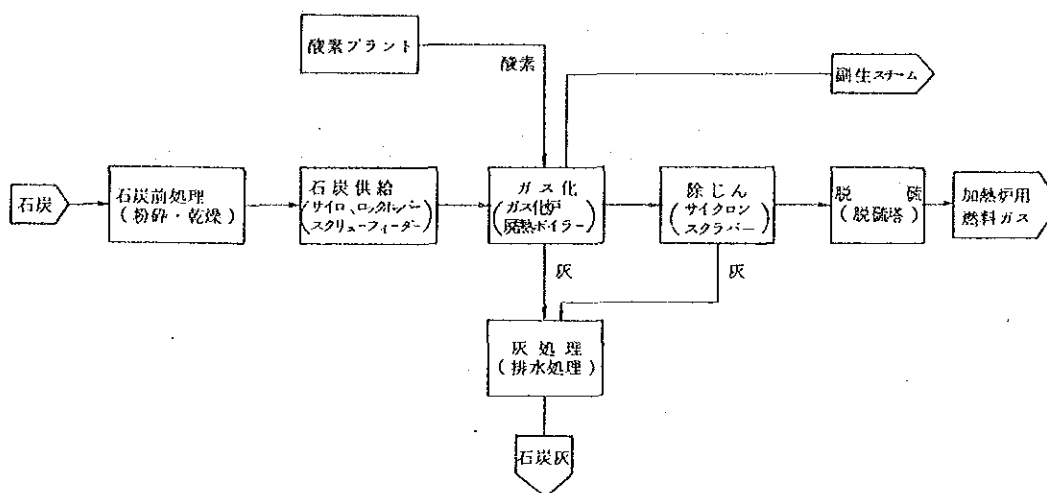 酸素プラント
酸素
副生スチーム
石炭
石炭前処理
(粉砕・乾燥)
石炭供給
(サイロ、ロックホッパー
スクリューフィーダー)
ガス化
(ガス化炉
廃熱ボイラー)
除じん
(サイクロン
スクラバー)
脱硫
(脱硫塔)
加熱炉用
燃料ガス
灰
灰
灰処理
(排水処理)
石炭灰